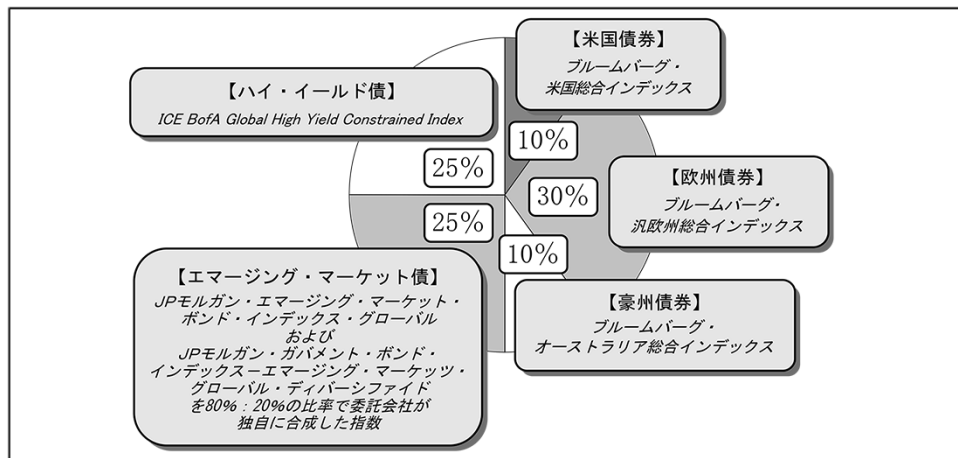 【米国債券】
ブルームバーグ・
米国総合インデックス
【ハイ・イールド債】
ICE BofA Global High Yield Constrained Index
10%
25%
【欧州債券】
ブルームバーグ・
汎欧州総合インデックス
30%
25%
10%
【エマージング・マーケット債】
JPモルガン・エマージング・マーケット・
ボンド・インデックス・グローバル
および
JPモルガン・ガバメント・ボンド・
インデックス－エマージング・マーケッツ・
グローバル・ディバーシファイド
を80%：20%の比率で委託会社が
独自に合成した指数
【豪州債券】
ブルームバーグ・
オーストラリア総合インデックス